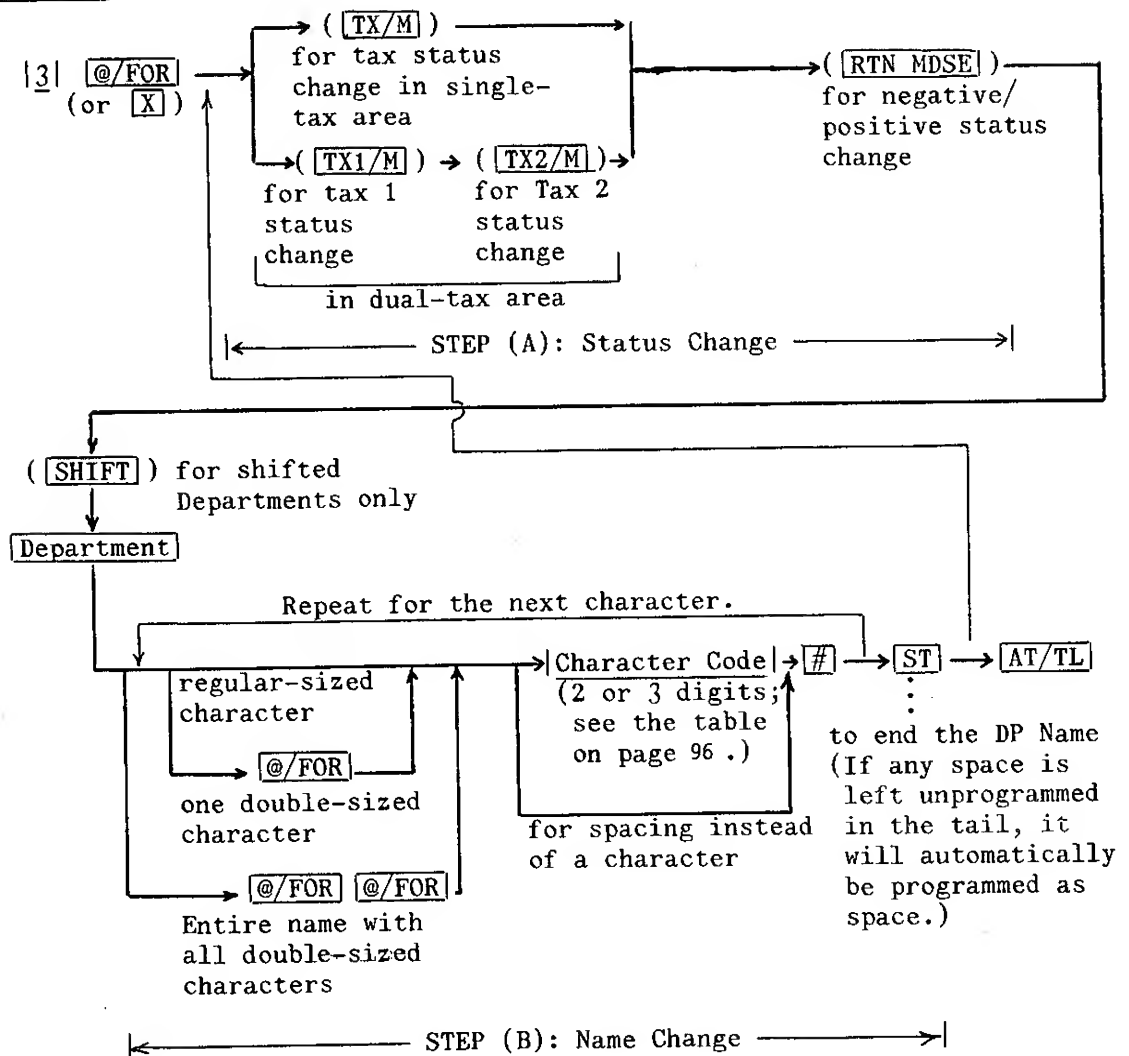 ( TX/M )
for tax status
change in single-
tax area
|3| @/FOR
(or X )
( RTN MDSE )
for negative/
positive status
change
( TX1/M ) → ( TX2/M )
for tax 1
status
change
for Tax 2
status
change
in dual-tax area
STEP (A): Status Change
( SHIFT ) for shifted
Departments only
Department
Repeat for the next character.
regular-sized
character
@/FOR
one double-sized
character
@/FOR @/FOR
Entire name with
all double-sized
characters
|Character Code| → # → ST → AT/TL
(2 or 3 digits;
see the table
on page 96 .)
for spacing instead
of a character
to end the DP Name
(If any space is
left unprogrammed
in the tail, it
will automatically
be programmed as
space.)
STEP (B): Name Change